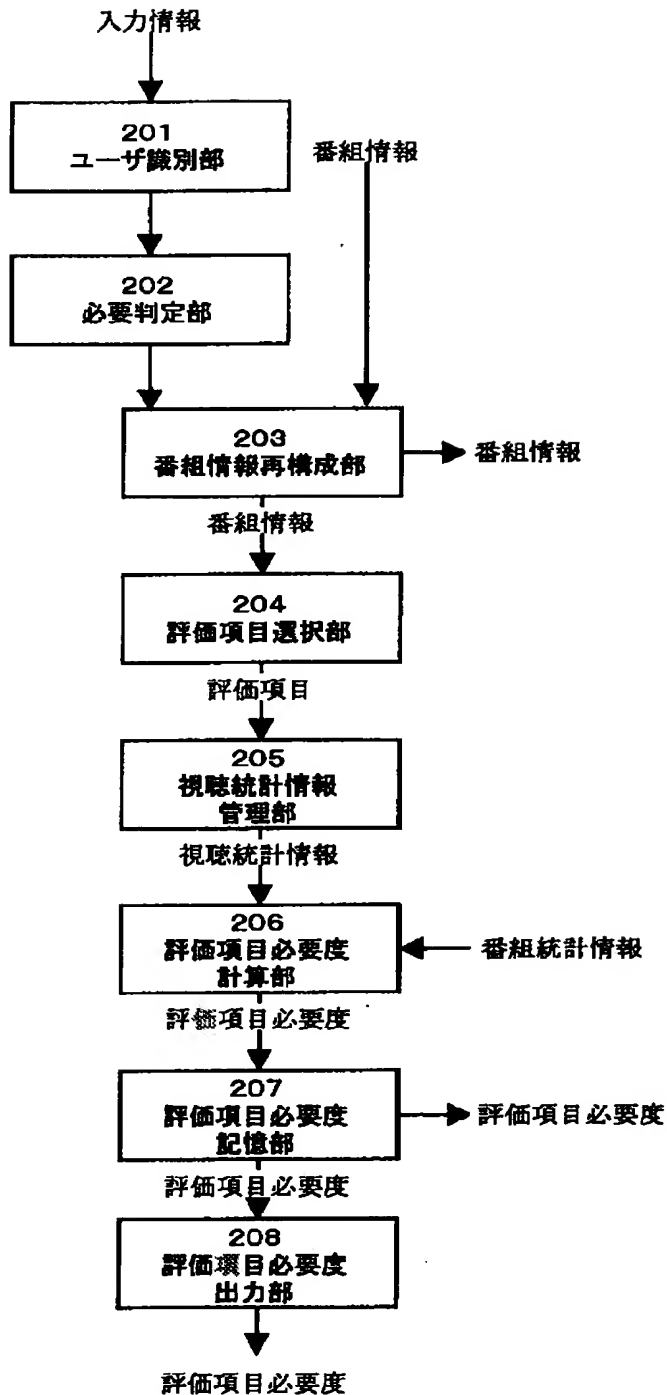 入力情報
201
ユーザ識別部
番組情報
202
必要判定部
203
番組情報再構成部
番組情報
番組情報
204
評価項目選択部
評価項目
205
視聴統計情報
管理部
視聴統計情報
206
評価項目必要度
計算部
番組統計情報
評価項目必要度
207
評価項目必要度
記憶部
評価項目必要度
評価項目必要度
208
評価項目必要度
出力部
評価項目必要度